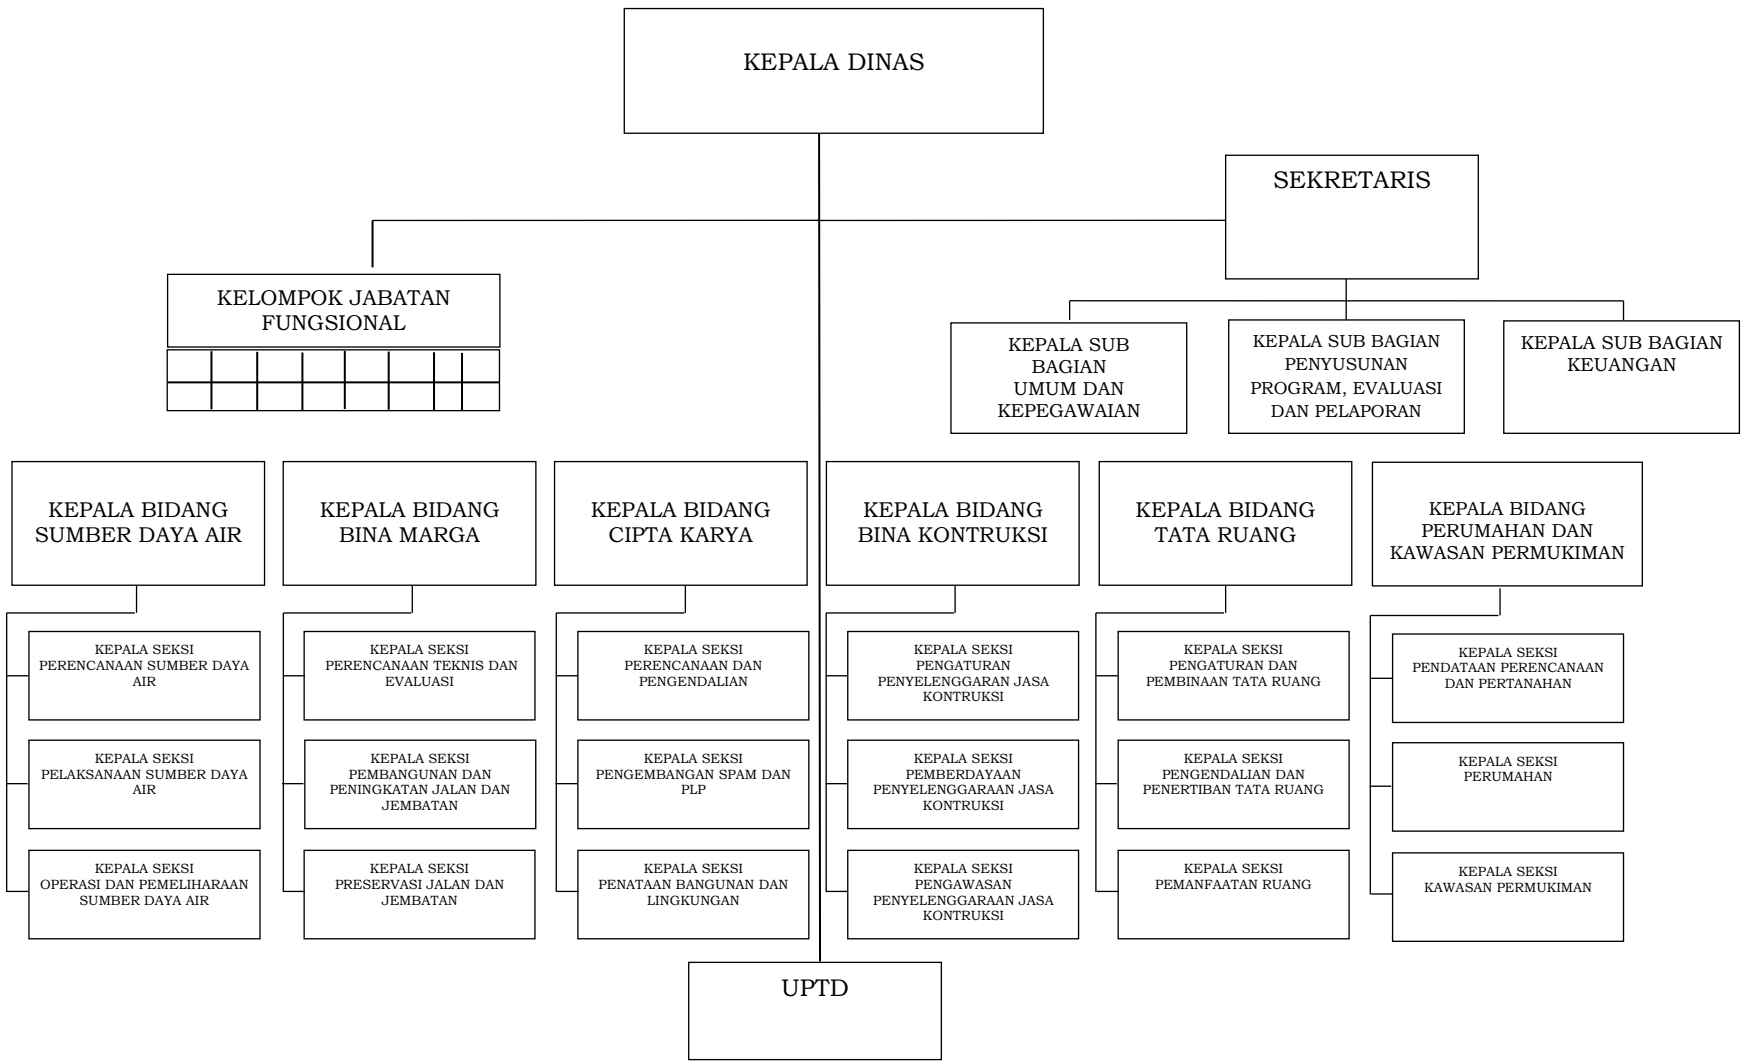 KEPALA DINAS
SEKRETARIS
KELOMPOK JABATAN
FUNGSIONAL
KEPALA SUB
BAGIAN
UMUM DAN
KEPEGAWAIAN
KEPALA SUB BAGIAN
PENYUSUNAN
PROGRAM, EVALUASI
DAN PELAPORAN
KEPALA SUB BAGIAN
KEUANGAN
KEPALA BIDANG
SUMBER DAYA AIR
KEPALA BIDANG
BINA MARGA
KEPALA BIDANG
CIPTA KARYA
KEPALA BIDANG
BINA KONTRUKSI
KEPALA BIDANG
TATA RUANG
KEPALA BIDANG
PERUMAHAN DAN
KAWASAN PERMUKIMAN
KEPALA SEKSI
PERENCANAAN SUMBER DAYA
AIR
KEPALA SEKSI
PERENCANAAN TEKNIS DAN
EVALUASI
KEPALA SEKSI
PERENCANAAN DAN
PENGENDALIAN
KEPALA SEKSI
PENGATURAN
PENYELENGGARAN JASA
KONTRUKSI
KEPALA SEKSI
PENGATURAN DAN
PEMBINAAN TATA RUANG
KEPALA SEKSI
PENDATAAN PERENCANAAN
DAN PERTANAHAN
KEPALA SEKSI
PELAKSANAAN SUMBER DAYA
AIR
KEPALA SEKSI
PEMBANGUNAN DAN
PENINGKATAN JALAN DAN
JEMBATAN
KEPALA SEKSI
PENGEMBANGAN SPAM DAN
PLP
KEPALA SEKSI
PEMBERDAYAAN
PENYELENGGARAAN JASA
KONTRUKSI
KEPALA SEKSI
PENGENDALIAN DAN
PENERTIBAN TATA RUANG
KEPALA SEKSI
PERUMAHAN
KEPALA SEKSI
OPERASI DAN PEMELIHARAAN
SUMBER DAYA AIR
KEPALA SEKSI
PRESERVASI JALAN DAN
JEMBATAN
KEPALA SEKSI
PENATAAN BANGUNAN DAN
LINGKUNGAN
KEPALA SEKSI
PENGAWASAN
PENYELENGGARAAN JASA
KONTRUKSI
KEPALA SEKSI
PEMANFAATAN RUANG
KEPALA SEKSI
KAWASAN PERMUKIMAN
UPTD